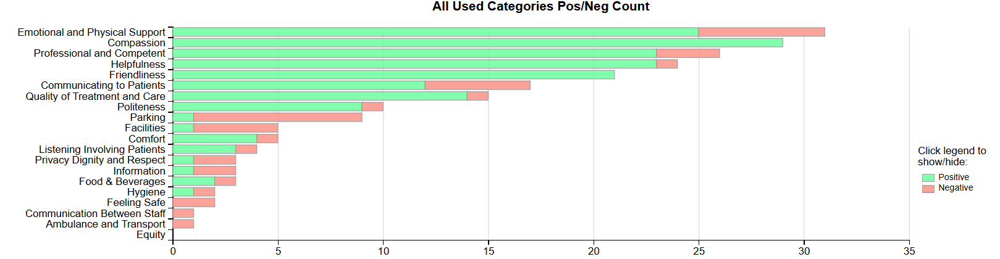 All Used Categories Pos/Neg Count
Emotional and Physical Support
Compassion
Professional and Competent
Helpfulness
Friendliness
Communicating to Patients
Quality of Treatment and Care
Politeness
Parking
Facilities
Comfort
Listening Involving Patients
Privacy Dignity and Respect
Information
Food & Beverages
Hygiene
Feeling Safe
Communication Between Staff
Ambulance and Transport
Equity
0 5 10 15 20 25 30 35
Click legend to
show/hide:
Positive
Negative